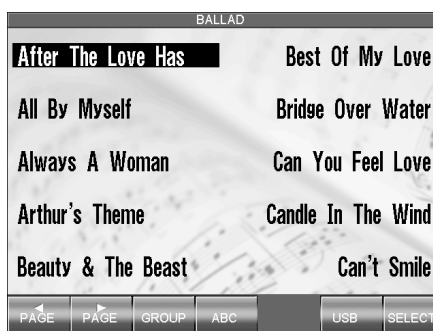 BALLAD
After The Love Has
All By Myself
Always A Woman
Arthur's Theme
Beauty & The Beast
Best Of My Love
Bridge Over Water
Can You Feel Love
Candle In The Wind
Can't Smile
PAGE PAGE GROUP ABC USB SELECT